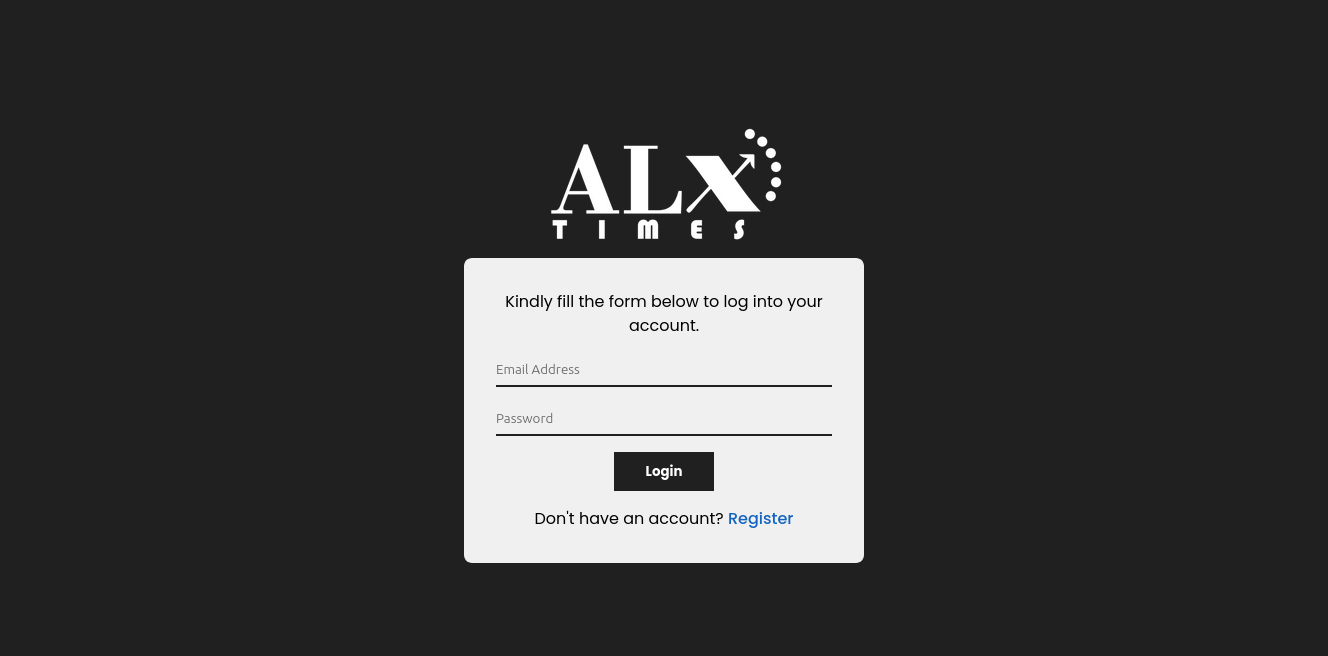 ALX
TIMES
Kindly fill the form below to log into your
account.
Email Address
Password
Login
Don't have an account? Register